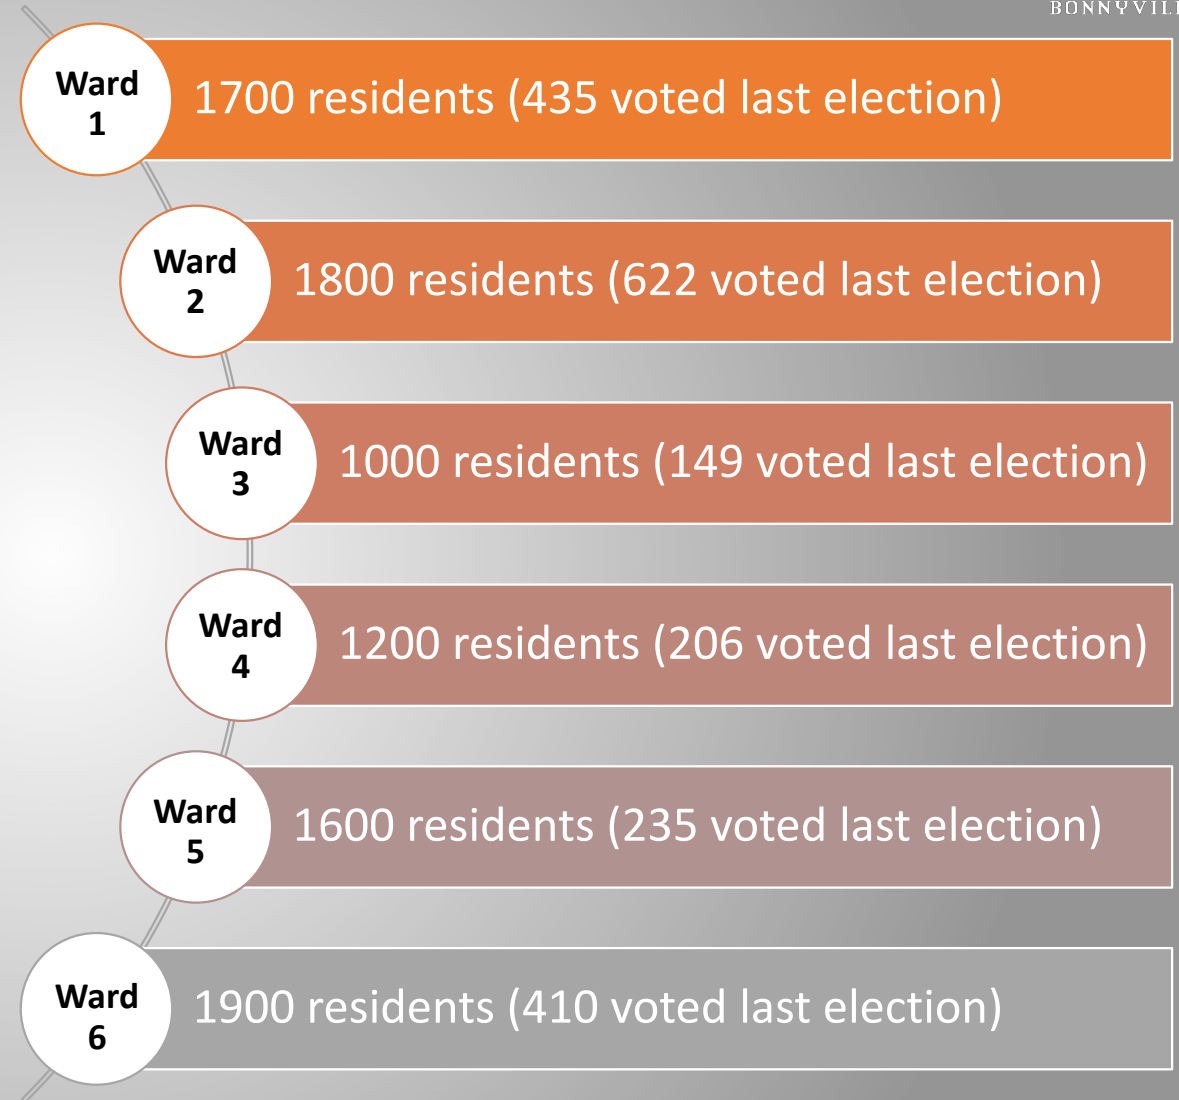 BONNYVILL
Ward
1
1700 residents (435 voted last election)
Ward
2
1800 residents (622 voted last election)
Ward
3
1000 residents (149 voted last election)
Ward
4
1200 residents (206 voted last election)
Ward
5
1600 residents (235 voted last election)
Ward
6
1900 residents (410 voted last election)